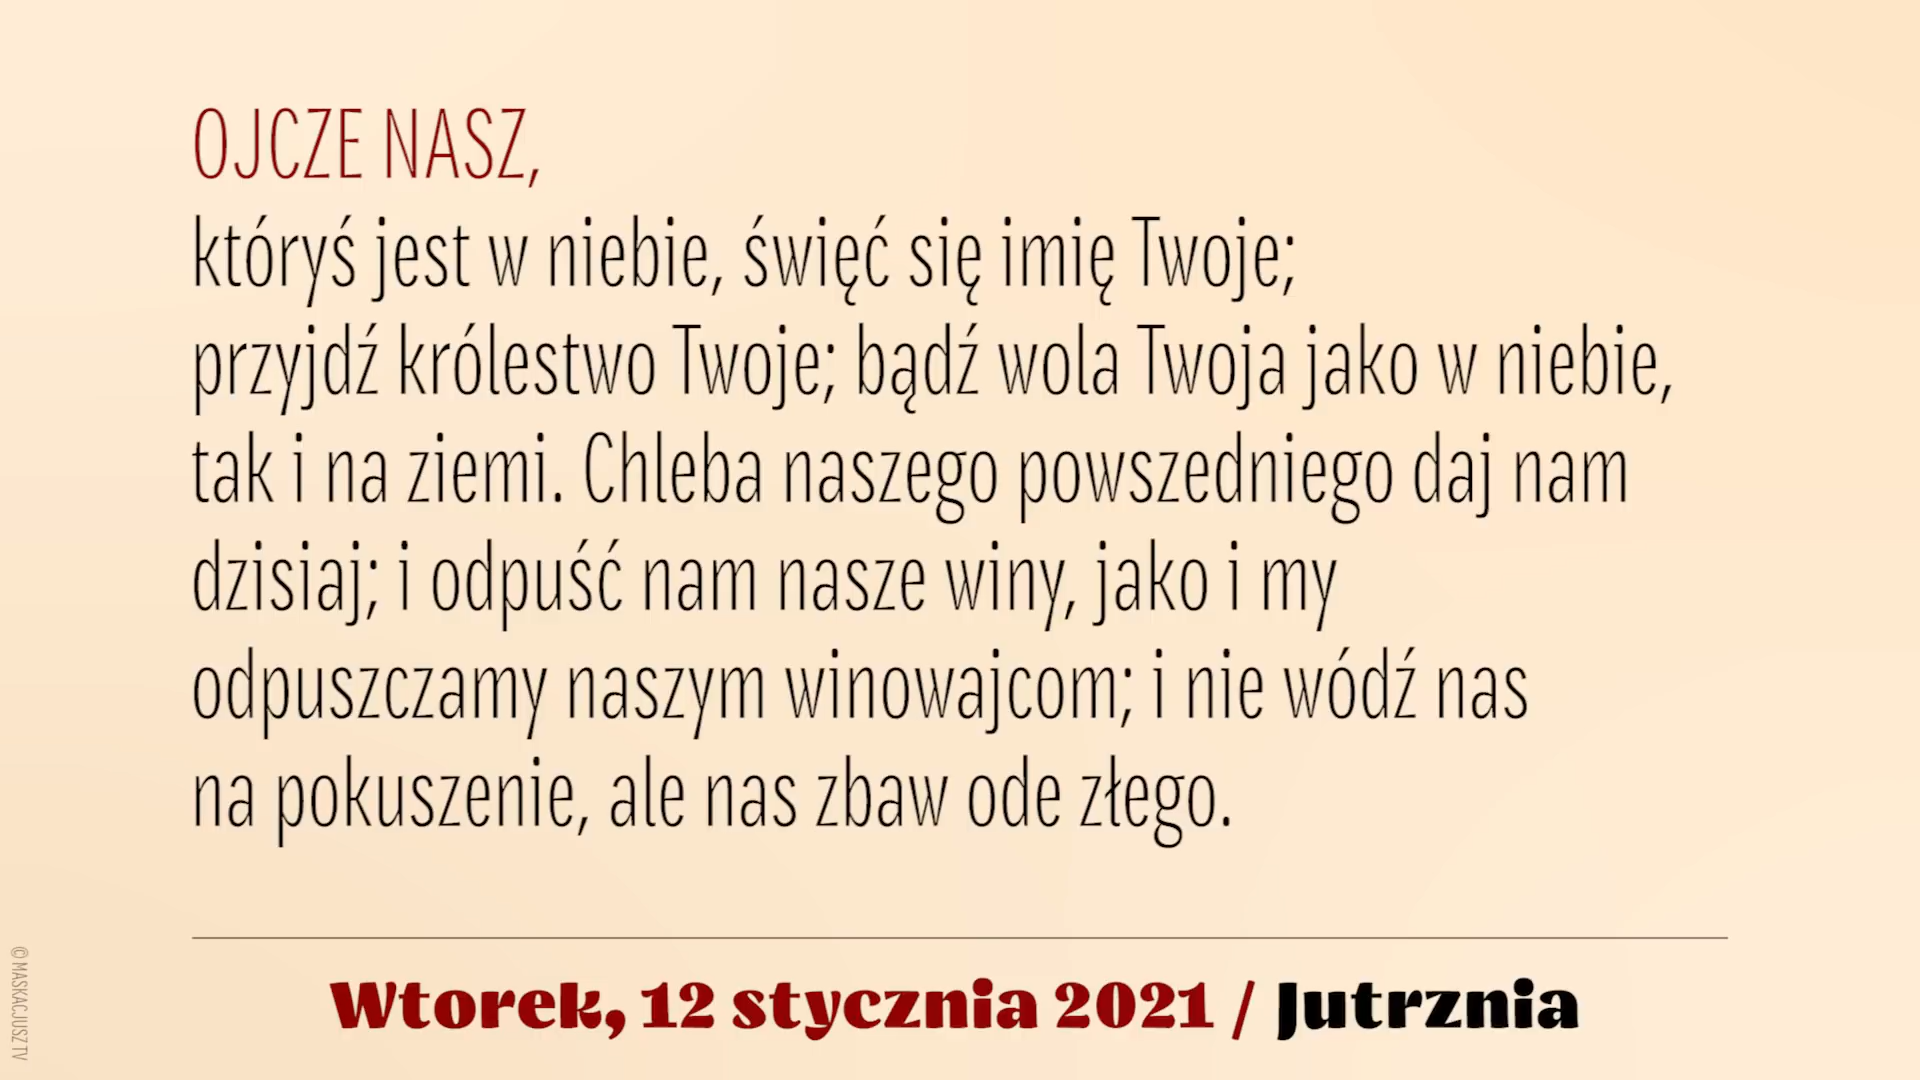 OJCZE NASZ,
któryś jest w niebie, święć się imię Twoje;
przyjdź królestwo Twoje; bądź wola Twoja jako w niebie,
tak i na ziemi. Chleba naszego powszedniego daj nam
dzisiaj; i odpuść nam nasze winy, jako i my
odpuszczamy naszym winowajcom; i nie wódź nas
na pokuszenie, ale nas zbaw ode złego.
Wtorek, 12 stycznia 2021 / Jutrznia
© MASKACJUSZ TV